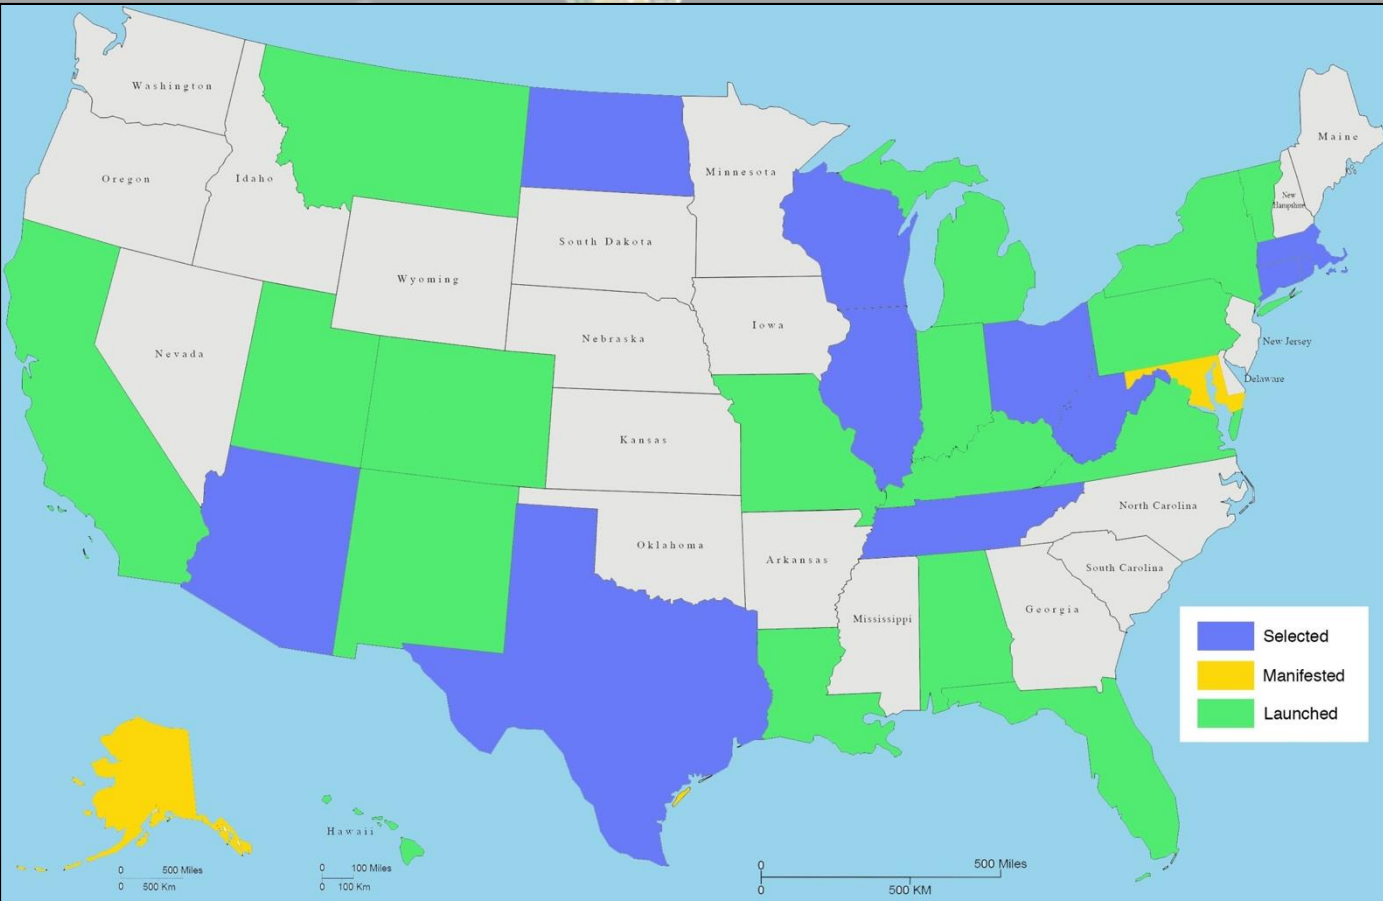 Washington
Maine
Oregon
Idaho
Minnesota
New
Hampshire
South Dakota
Wyoming
Iowa
Nebraska
Nevada
New Jersey
Delaware
Kansas
North Carolina
Oklahoma
Arkansas
South Carolina
Georgia
Mississippi
Selected
Manifested
Launched
Hawaii
0 500 Miles
0 500 Km
0 100 Miles
0 100 Km
0 500 Miles
0 500 KM